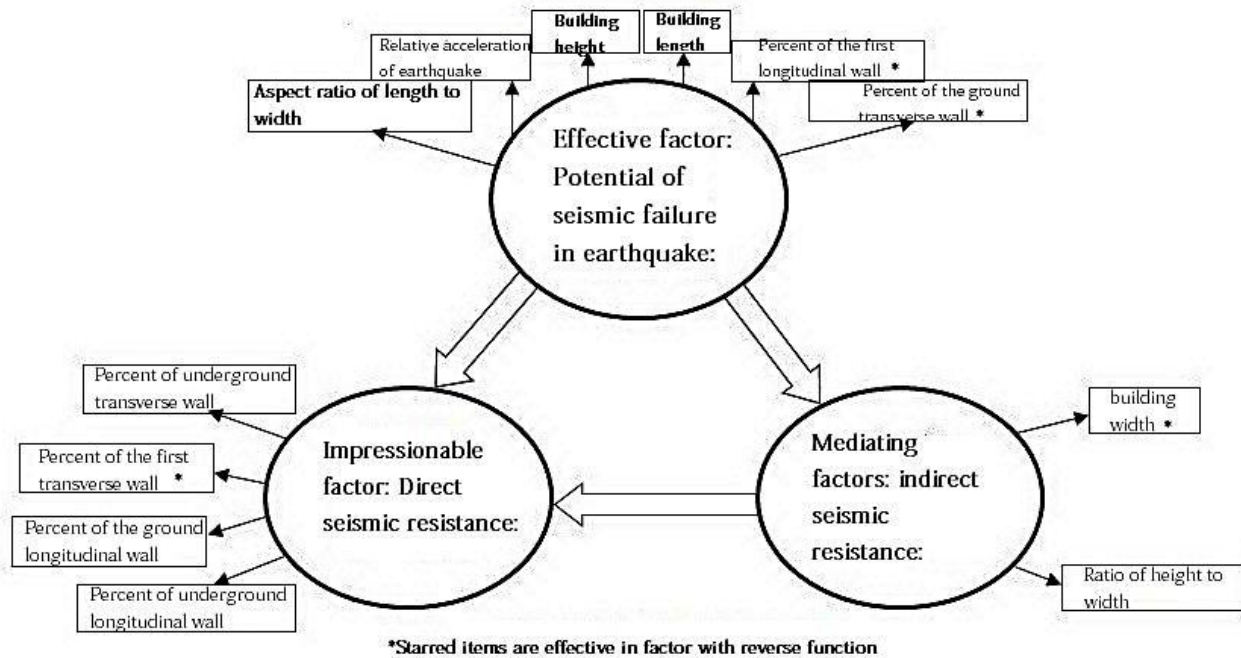 Building
height
Building
length
Relative acceleration
of earthquake
Percent of the first
longitudinal wall *
Aspect ratio of length to
width
Percent of the ground
transverse wall *
Effective factor:
Potential of
seismic failure
in earthquake:
Percent of underground
transverse wall
Percent of the first
transverse wall *
Percent of the ground
longitudinal wall
Percent of underground
longitudinal wall
Impressionable
factor: Direct
seismic resistance:
Mediating
factors: indirect
seismic
resistance:
building
width *
Ratio of height to
width
*Starred items are effective in factor with reverse function